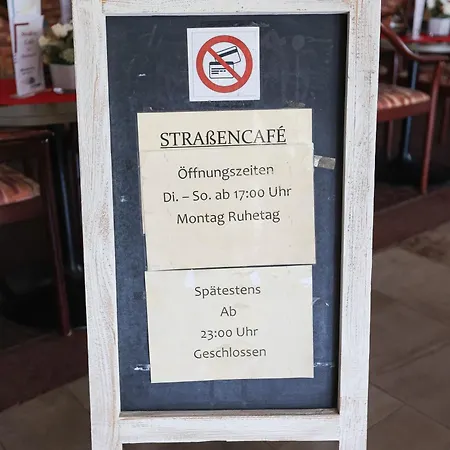 STRAßENCAFÉ
Öffnungszeiten
Di. – So. ab 17:00 Uhr
Montag Ruhetag
Spätestens
Ab
23:00 Uhr
Geschlossen